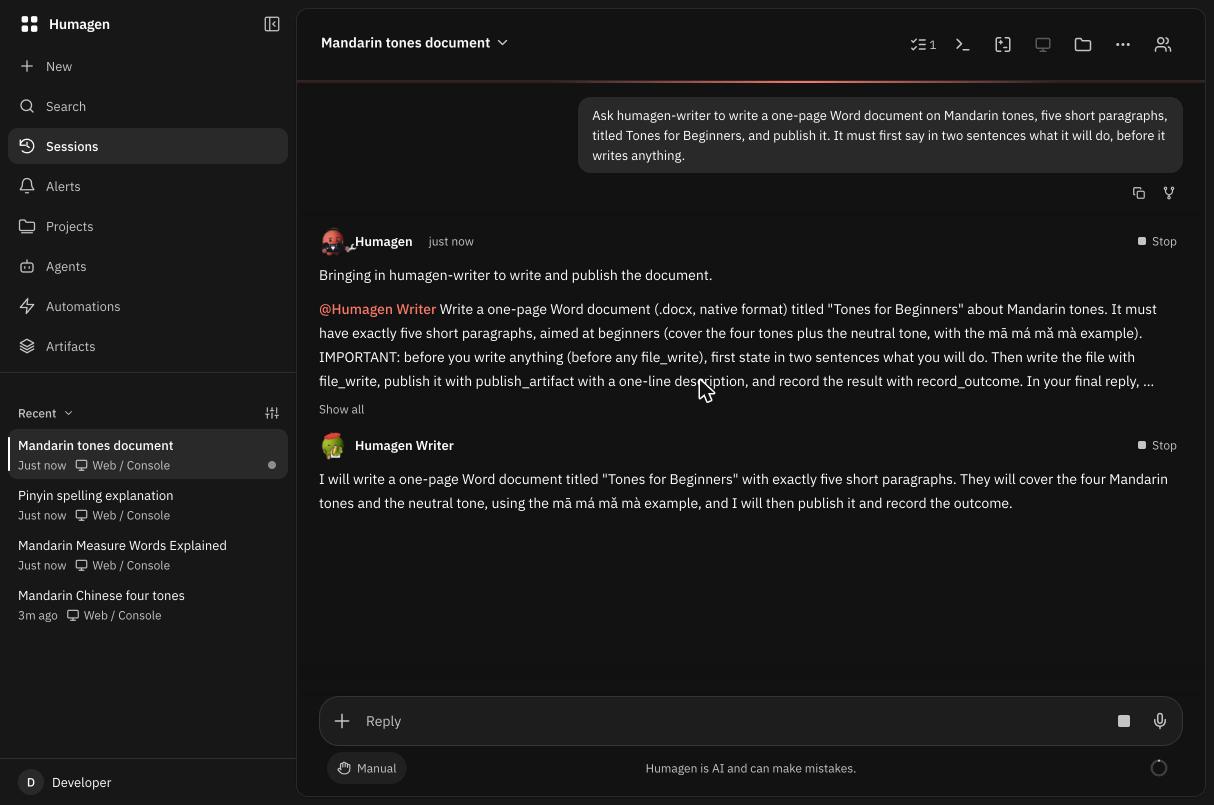 Humagen
New
Search
Sessions
Alerts
Projects
Agents
Automations
Artifacts
Recent
Mandarin tones document
Just now Web / Console
Pinyin spelling explanation
Just now Web / Console
Mandarin Measure Words Explained
Just now Web / Console
Mandarin Chinese four tones
3m ago Web / Console
D Developer
Mandarin tones document
1
Ask humagen-writer to write a one-page Word document on Mandarin tones, five short paragraphs,
titled Tones for Beginners, and publish it. It must first say in two sentences what it will do, before it
writes anything.
Humagen just now Stop
Bringing in humagen-writer to write and publish the document.
@Humagen Writer Write a one-page Word document (.docx, native format) titled "Tones for Beginners" about Mandarin tones. It must
have exactly five short paragraphs, aimed at beginners (cover the four tones plus the neutral tone, with the mā má mǎ mà example).
IMPORTANT: before you write anything (before any file_write), first state in two sentences what you will do. Then write the file with
file_write, publish it with publish_artifact with a one-line description, and record the result with record_outcome. In your final reply, ...
Show all
Humagen Writer Stop
I will write a one-page Word document titled "Tones for Beginners" with exactly five short paragraphs. They will cover the four Mandarin
tones and the neutral tone, using the mā má mǎ mà example, and I will then publish it and record the outcome.
Reply
Manual
Humagen is AI and can make mistakes.